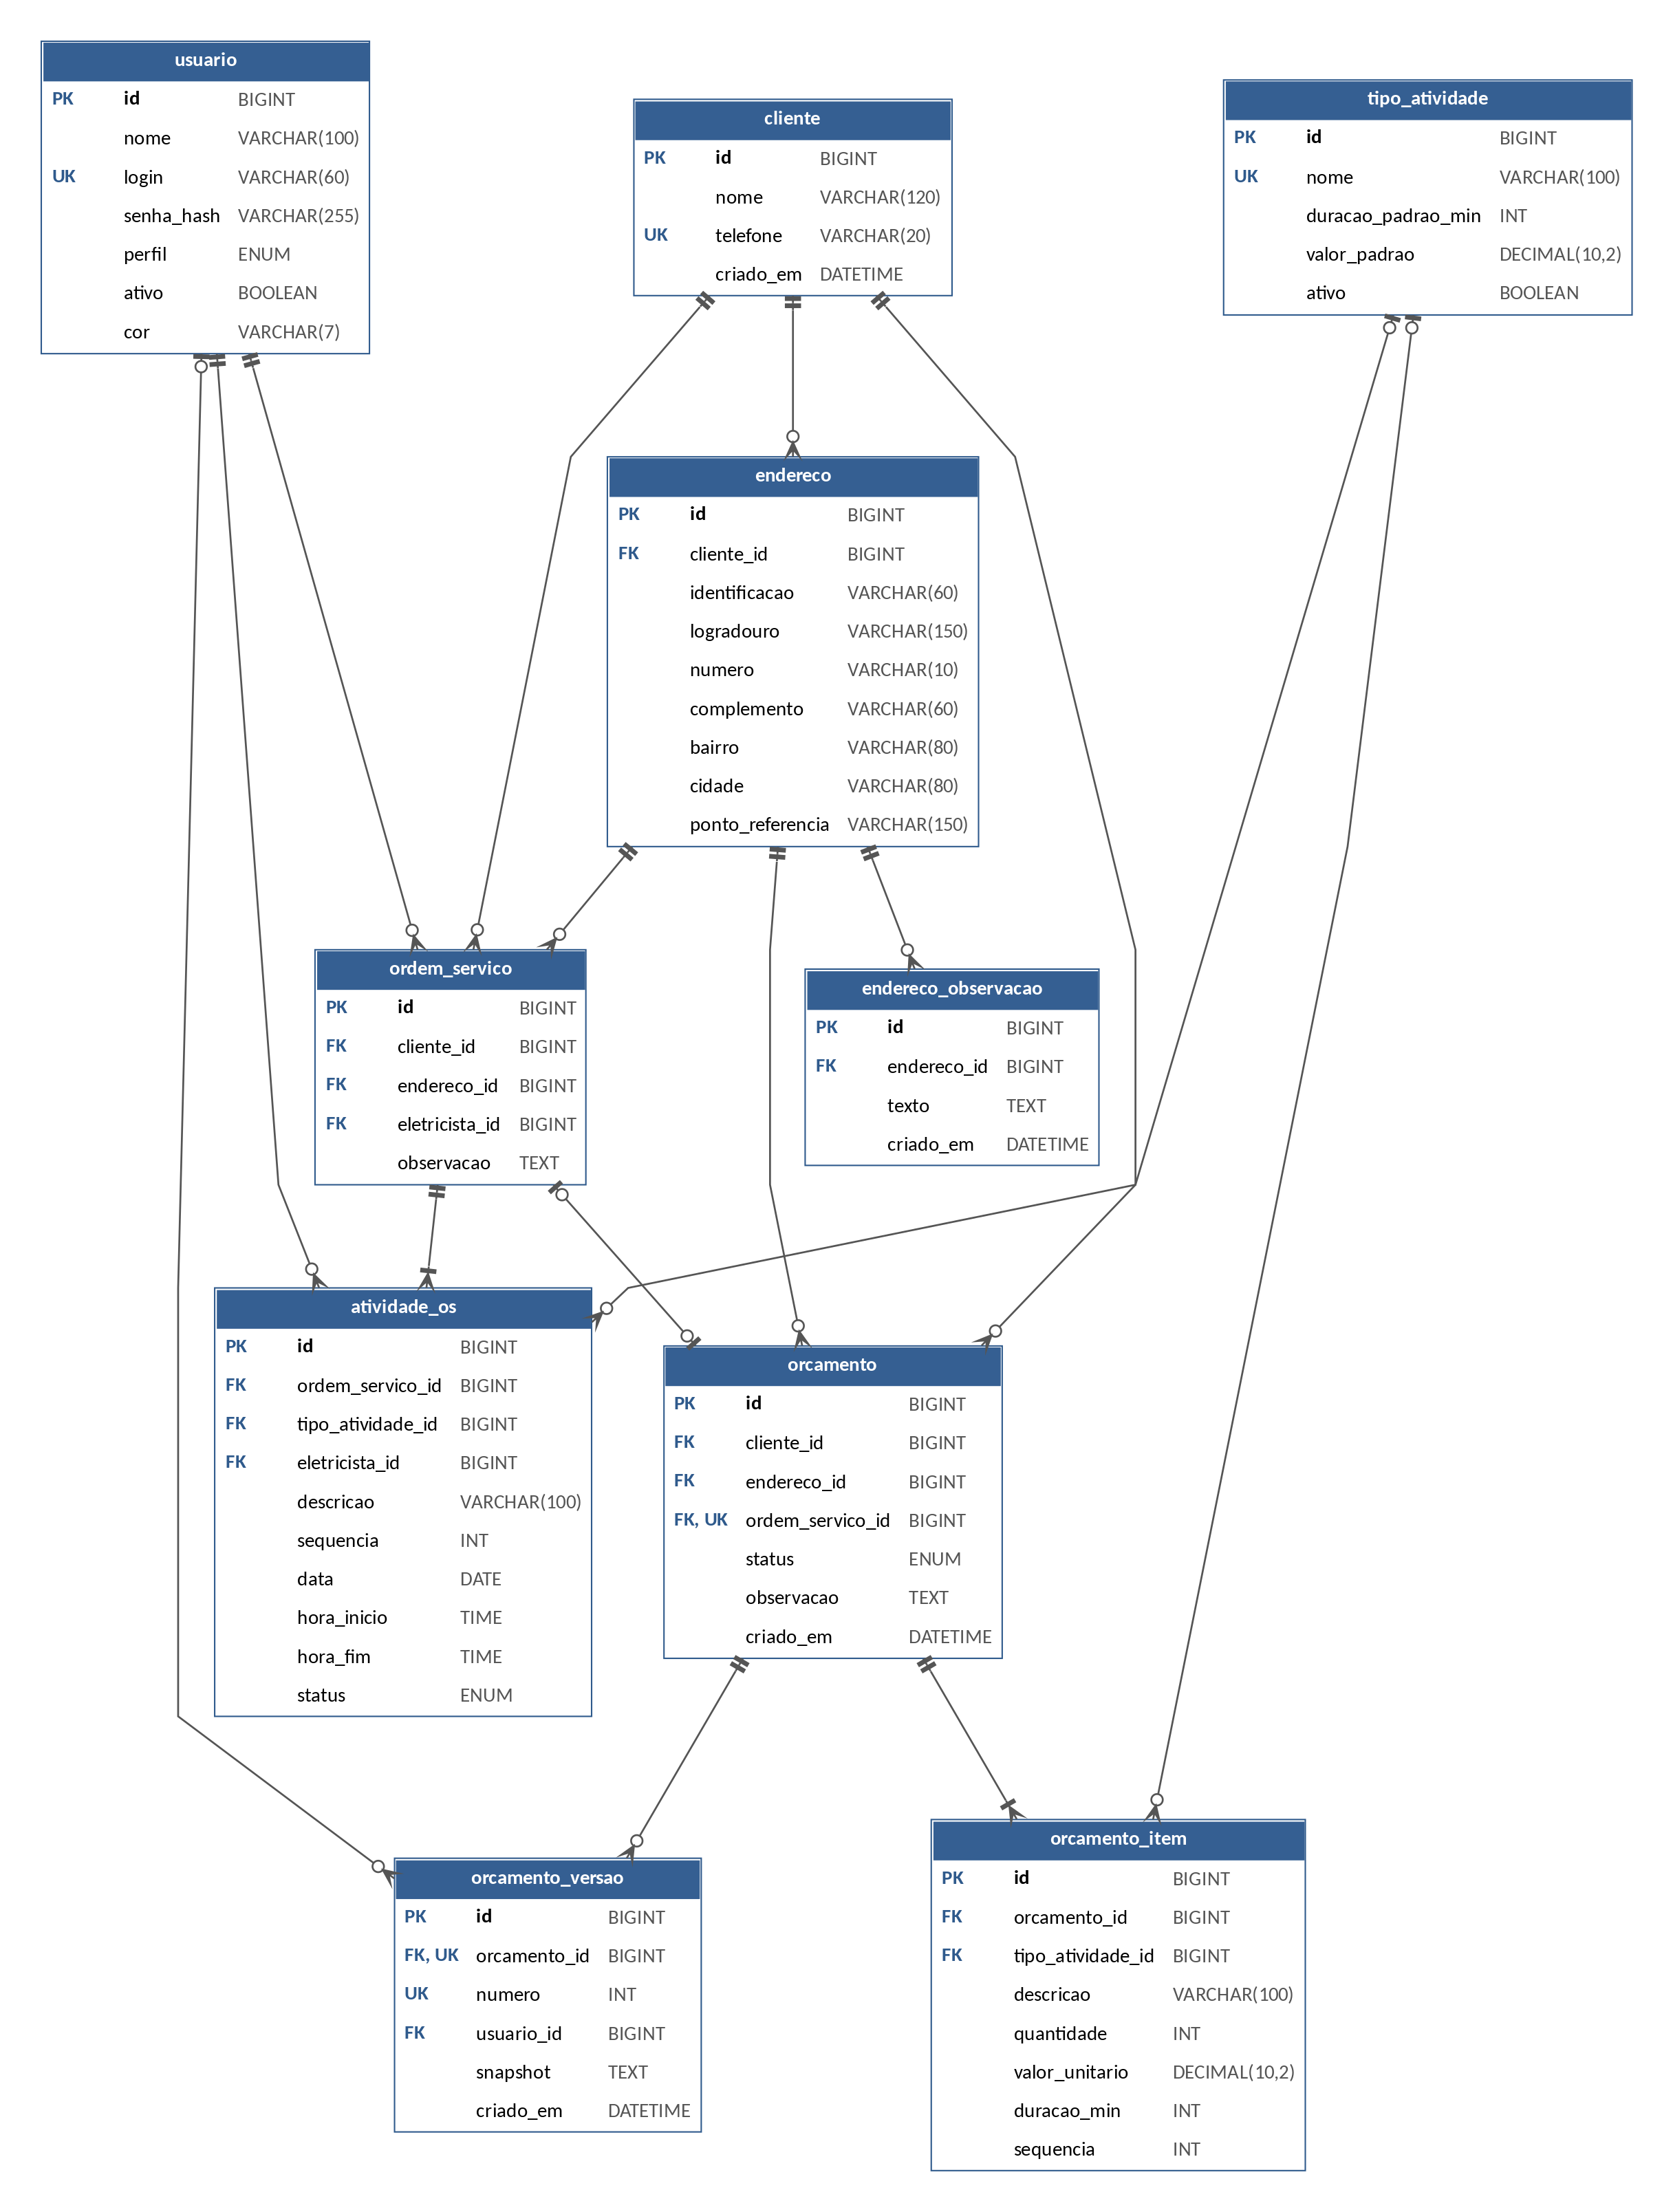 usuario
PK id BIGINT
nome VARCHAR(100)
UK login VARCHAR(60)
senha_hash VARCHAR(255)
perfil ENUM
ativo BOOLEAN
cor VARCHAR(7)
cliente
PK id BIGINT
nome VARCHAR(120)
UK telefone VARCHAR(20)
criado_em DATETIME
tipo_atividade
PK id BIGINT
UK nome VARCHAR(100)
duracao_padrao_min INT
valor_padrao DECIMAL(10,2)
ativo BOOLEAN
endereco
PK id BIGINT
FK cliente_id BIGINT
identificacao VARCHAR(60)
logradouro VARCHAR(150)
numero VARCHAR(10)
complemento VARCHAR(60)
bairro VARCHAR(80)
cidade VARCHAR(80)
ponto_referencia VARCHAR(150)
ordem_servico
PK id BIGINT
FK cliente_id BIGINT
FK endereco_id BIGINT
FK eletricista_id BIGINT
observacao TEXT
endereco_observacao
PK id BIGINT
FK endereco_id BIGINT
texto TEXT
criado_em DATETIME
atividade_os
PK id BIGINT
FK ordem_servico_id BIGINT
FK tipo_atividade_id BIGINT
FK eletricista_id BIGINT
descricao VARCHAR(100)
sequencia INT
data DATE
hora_inicio TIME
hora_fim TIME
status ENUM
orcamento
PK id BIGINT
FK cliente_id BIGINT
FK endereco_id BIGINT
FK, UK ordem_servico_id BIGINT
status ENUM
observacao TEXT
criado_em DATETIME
orcamento_versao
PK id BIGINT
FK, UK orcamento_id BIGINT
UK numero INT
FK usuario_id BIGINT
snapshot TEXT
criado_em DATETIME
orcamento_item
PK id BIGINT
FK orcamento_id BIGINT
FK tipo_atividade_id BIGINT
descricao VARCHAR(100)
quantidade INT
valor_unitario DECIMAL(10,2)
duracao_min INT
sequencia INT